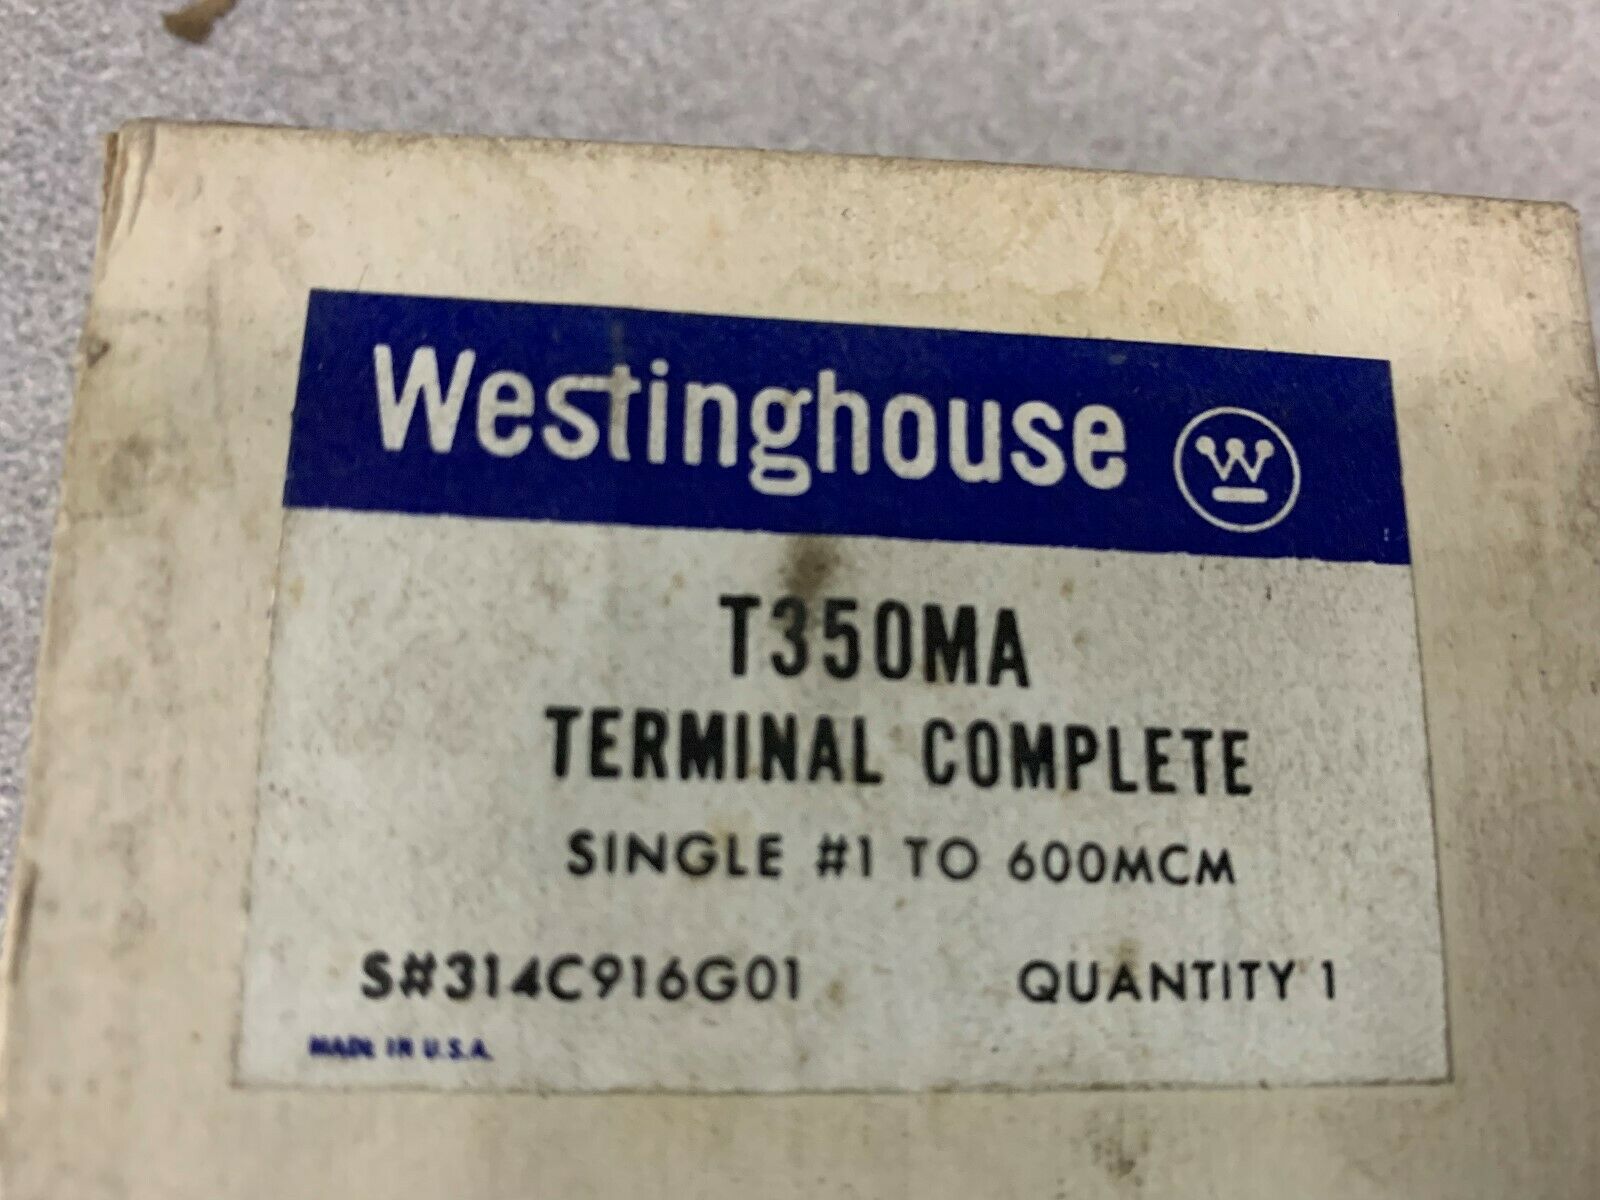 Westinghouse
T350MA
TERMINAL COMPLETE
SINGLE #1 TO 600MCM
S#314C916G01 QUANTITY 1
MADE IN U.S.A.